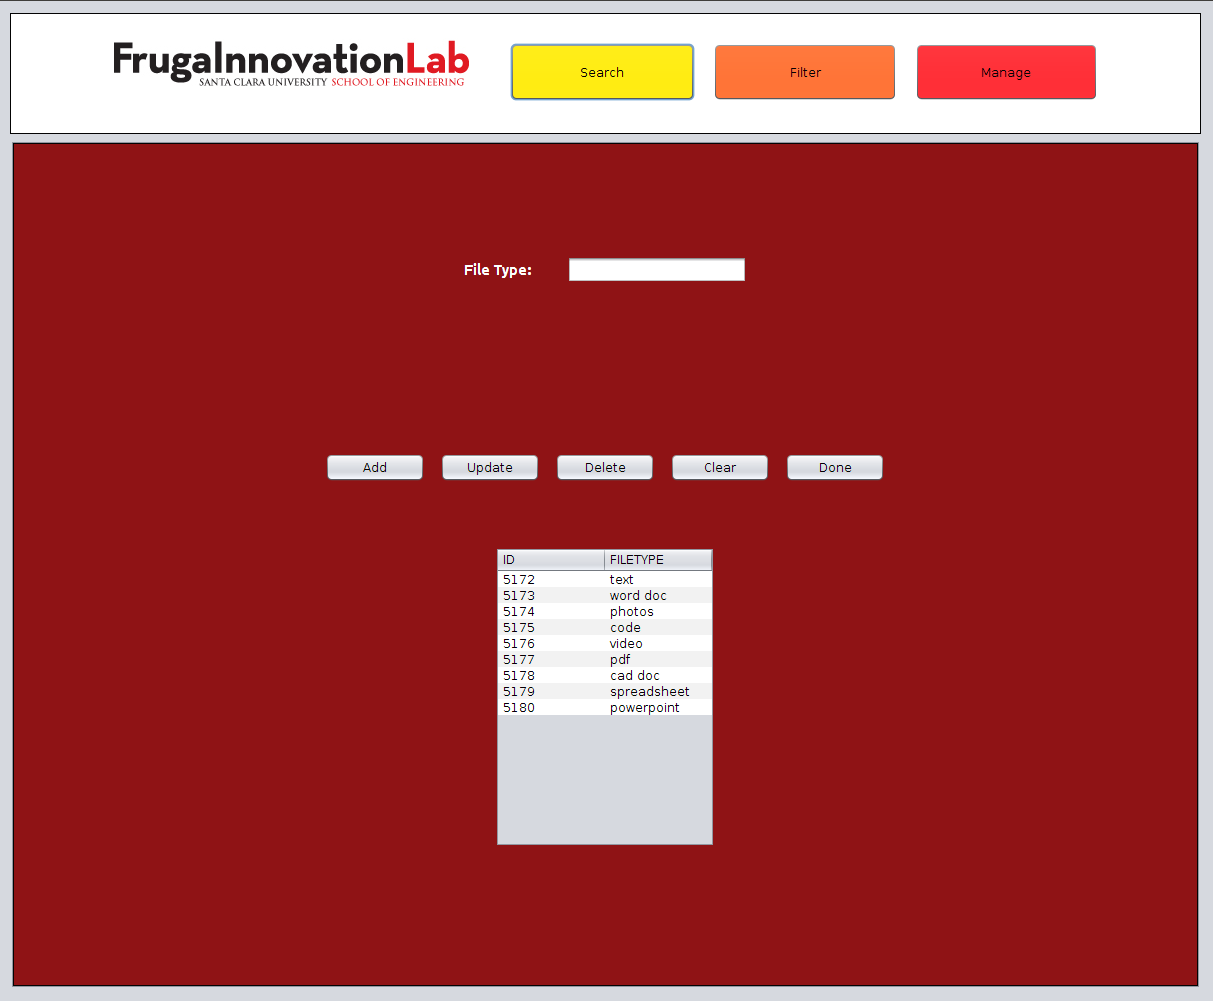 FrugalInnovationLab
SANTA CLARA UNIVERSITY SCHOOL OF ENGINEERING
Search
Filter
Manage
File Type:
Add
Update
Delete
Clear
Done
ID FILETYPE
5172 text
5173 word doc
5174 photos
5175 code
5176 video
5177 pdf
5178 cad doc
5179 spreadsheet
5180 powerpoint